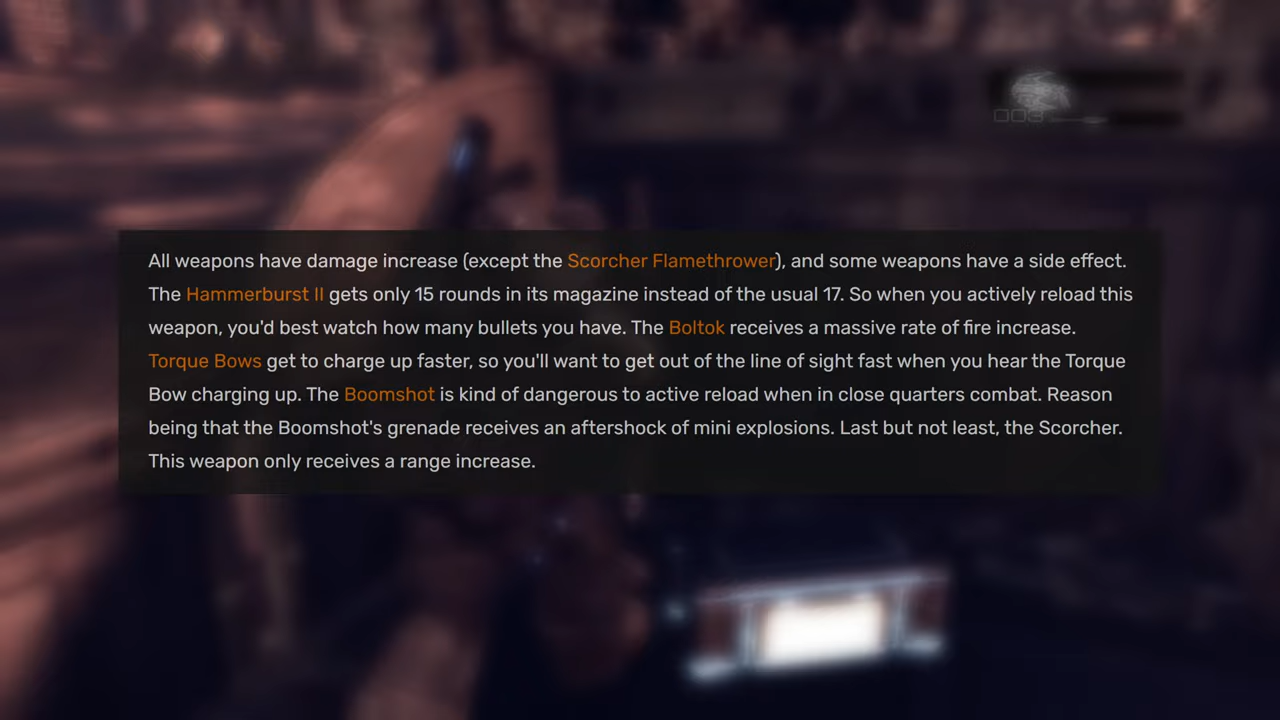 003
All weapons have damage increase (except the Scorcher Flamethrower), and some weapons have a side effect.
The Hammerburst II gets only 15 rounds in its magazine instead of the usual 17. So when you actively reload this
weapon, you'd best watch how many bullets you have. The Boltok receives a massive rate of fire increase.
Torque Bows get to charge up faster, so you'll want to get out of the line of sight fast when you hear the Torque
Bow charging up. The Boomshot is kind of dangerous to active reload when in close quarters combat. Reason
being that the Boomshot's grenade receives an aftershock of mini explosions. Last but not least, the Scorcher.
This weapon only receives a range increase.